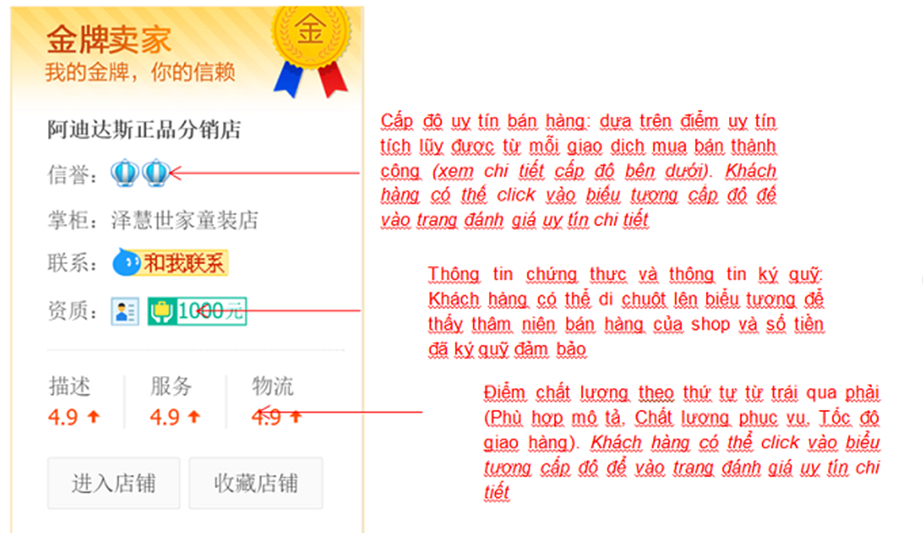 金牌卖家
金
我的金牌，你的信赖
阿迪达斯正品分销店
信誉：
掌柜：泽慧世家童装店
联系：和我联系
资质：1000元
描述 服务 物流
4.9 4.9 4.9
进入店铺 收藏店铺
Cấp độ uy tín bán hàng: dựa trên điểm uy tín
tích lũy được từ mỗi giao dịch mua bán thành
công (xem chi tiết cấp độ bên dưới). Khách
hàng có thể click vào biểu tượng cấp độ để
vào trang đánh giá uy tín chi tiết
Thông tin chứng thực và thông tin ký quỹ:
Khách hàng có thể di chuột lên biểu tượng để
thấy thâm niên bán hàng của shop và số tiền
đã ký quỹ đảm bảo
Điểm chất lượng theo thứ tự từ trái qua phải
(Phù hợp mô tả, Chất lượng phục vụ, Tốc độ
giao hàng). Khách hàng có thể click vào biểu
tượng cấp độ để vào trang đánh giá uy tín chi
tiết